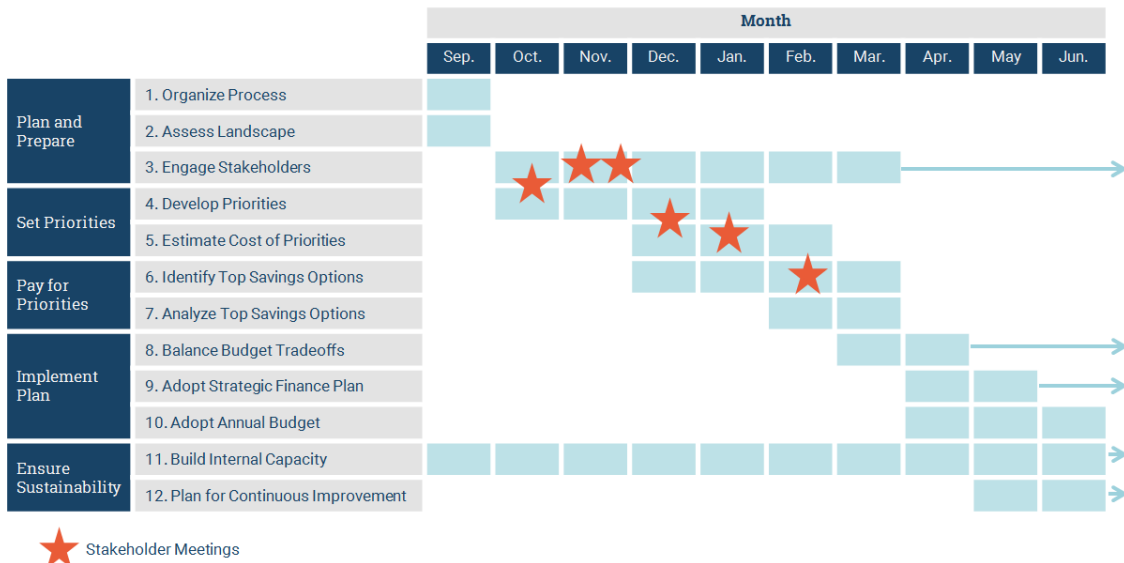 Month
Sep. Oct. Nov. Dec. Jan. Feb. Mar. Apr. May Jun.
Plan and
Prepare
1. Organize Process
2. Assess Landscape
3. Engage Stakeholders
Set Priorities
4. Develop Priorities
5. Estimate Cost of Priorities
Pay for
Priorities
6. Identify Top Savings Options
7. Analyze Top Savings Options
Implement
Plan
8. Balance Budget Tradeoffs
9. Adopt Strategic Finance Plan
10. Adopt Annual Budget
Ensure
Sustainability
11. Build Internal Capacity
12. Plan for Continuous Improvement
Stakeholder Meetings